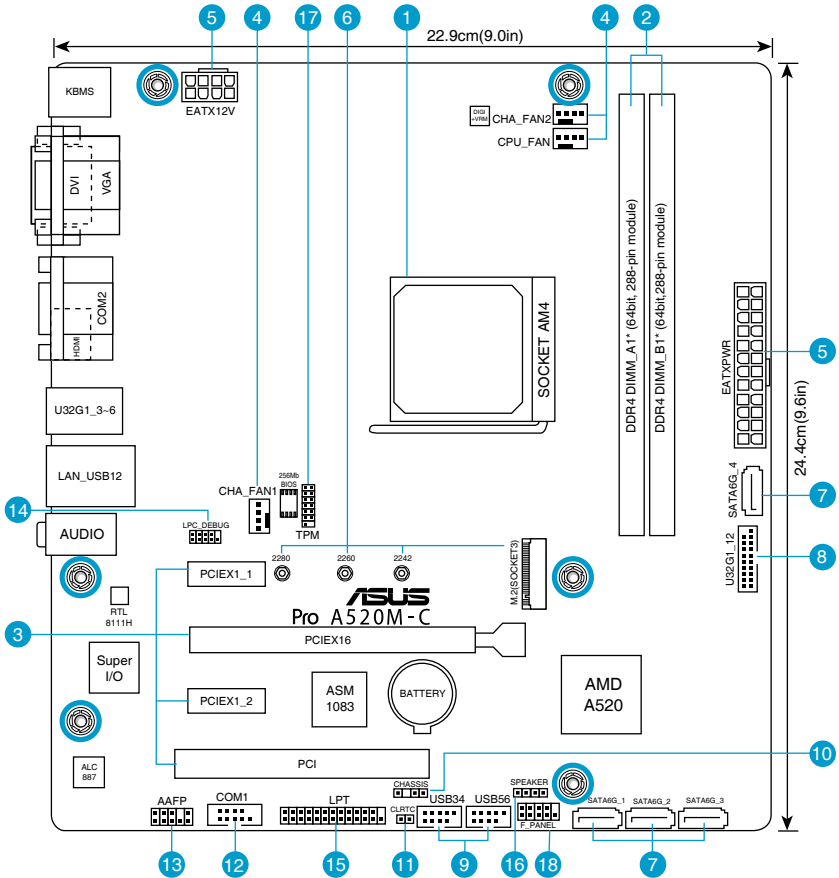 5
4
17
6
1
4
2
22.9cm(9.0in)
KBMS
EATX12V
DIGI
+VRM
CHA_FAN2
CPU_FAN
DVI
VGA
COM2
HDMI
SOCKET AM4
DDR4 DIMM_A1* (64bit, 288-pin module)
DDR4 DIMM_B1* (64bit,288-pin module)
EATXPWR
5
24.4cm(9.6in)
U32G1_3~6
LAN_USB12
AUDIO
14
LPC_DEBUG
CHA_FAN1
256Mb
BIOS
TPM
SATA6G_4
7
U32G1_12
8
2280
2260
2242
M.2(SOCKET3)
PCIEX1_1
RTL
8111H
ASUS
Pro A520M-C
3
PCIEX16
Super
I/O
PCIEX1_2
ASM
1083
BATTERY
AMD
A520
ALC
887
PCI
10
CHASSIS
SPEAKER
AAFP
COM1
LPT
CLRTC
USB34
USB56
F_PANEL
SATA6G_1
SATA6G_2
SATA6G_3
13
12
15
11
9
16
18
7